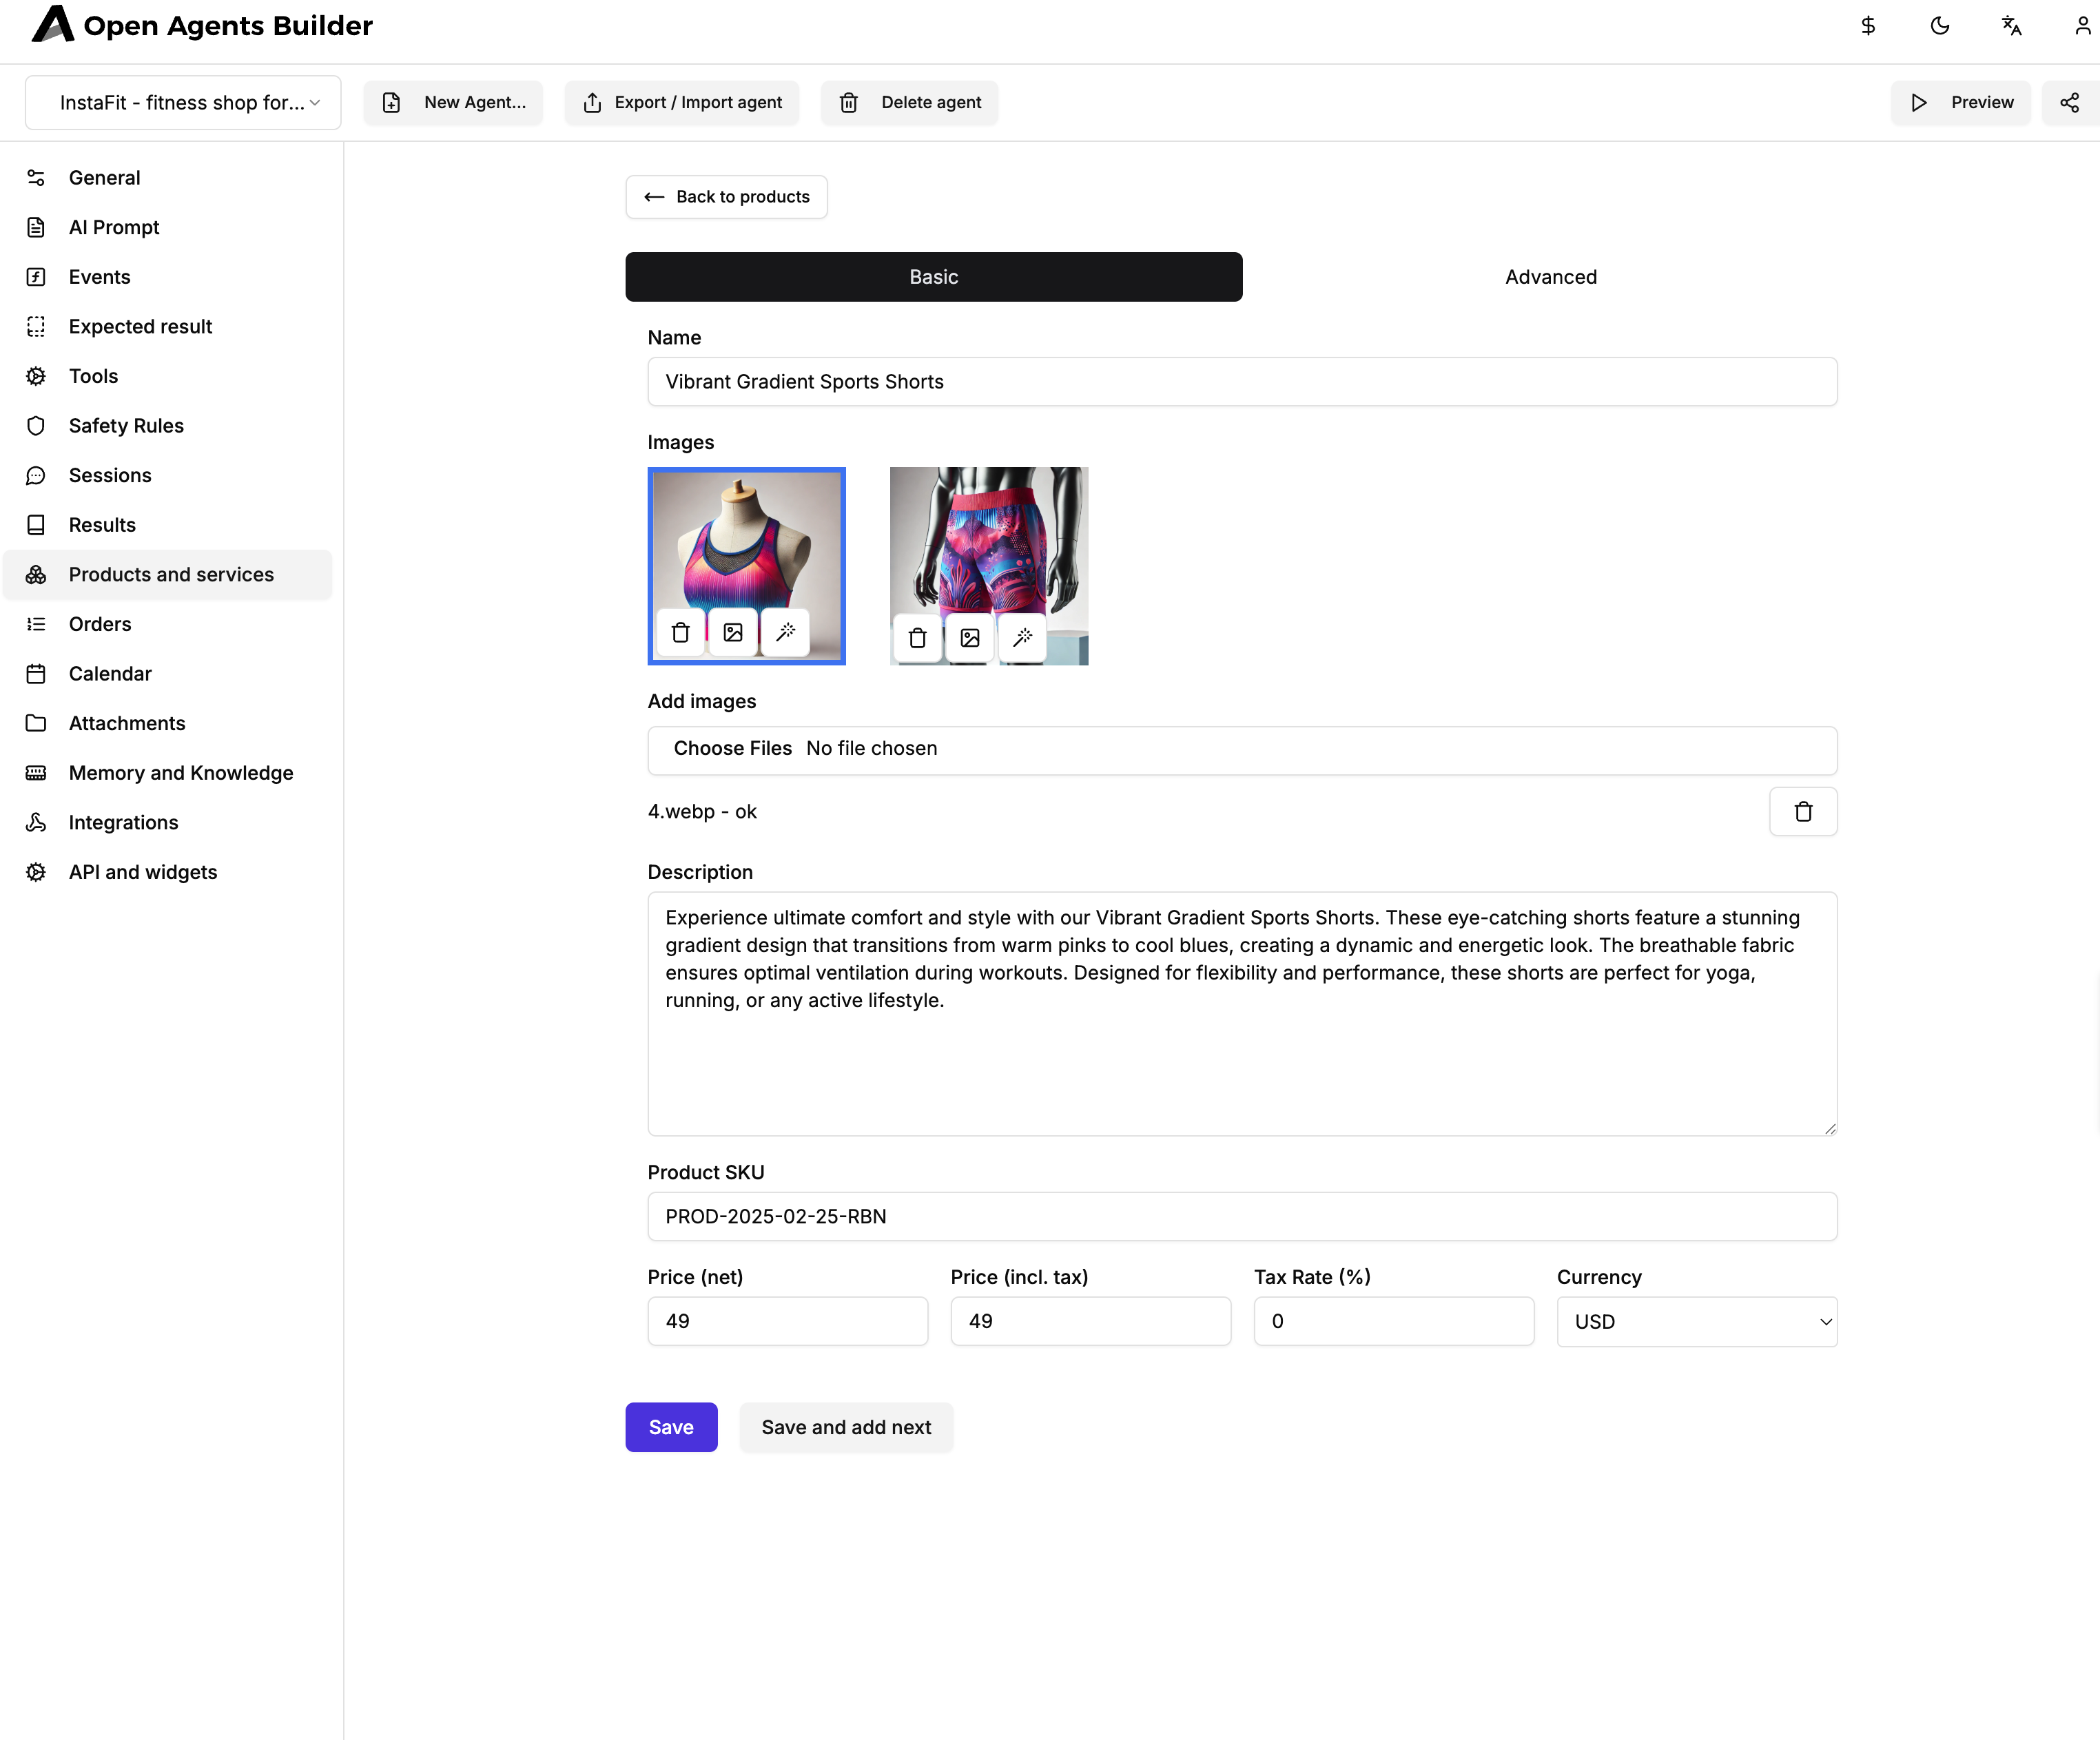 Open Agents Builder
InstaFit - fitness shop for...
New Agent...
Export / Import agent
Delete agent
Preview
General
AI Prompt
Events
Expected result
Tools
Safety Rules
Sessions
Results
Products and services
Orders
Calendar
Attachments
Memory and Knowledge
Integrations
API and widgets
Back to products
Basic
Advanced
Name
Vibrant Gradient Sports Shorts
Images
Add images
Choose Files No file chosen
4.webp - ok
Description
Experience ultimate comfort and style with our Vibrant Gradient Sports Shorts. These eye-catching shorts feature a stunning
gradient design that transitions from warm pinks to cool blues, creating a dynamic and energetic look. The breathable fabric
ensures optimal ventilation during workouts. Designed for flexibility and performance, these shorts are perfect for yoga,
running, or any active lifestyle.
Product SKU
PROD-2025-02-25-RBN
Price (net)
Price (incl. tax)
Tax Rate (%)
Currency
49
49
0
USD
Save
Save and add next